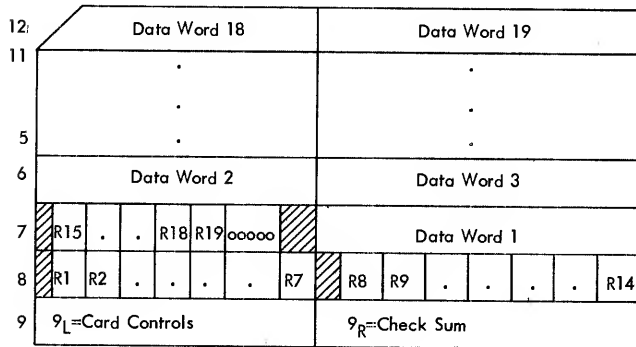 12 Data Word 18 Data Word 19
11
. .
. .
5 . .
6 Data Word 2 Data Word 3
7 R15 . . R18 R19 ooooo Data Word 1
8 R1 R2 . . . . R7 R8 R9 . . . . R14
9 9L=Card Controls 9R=Check Sum